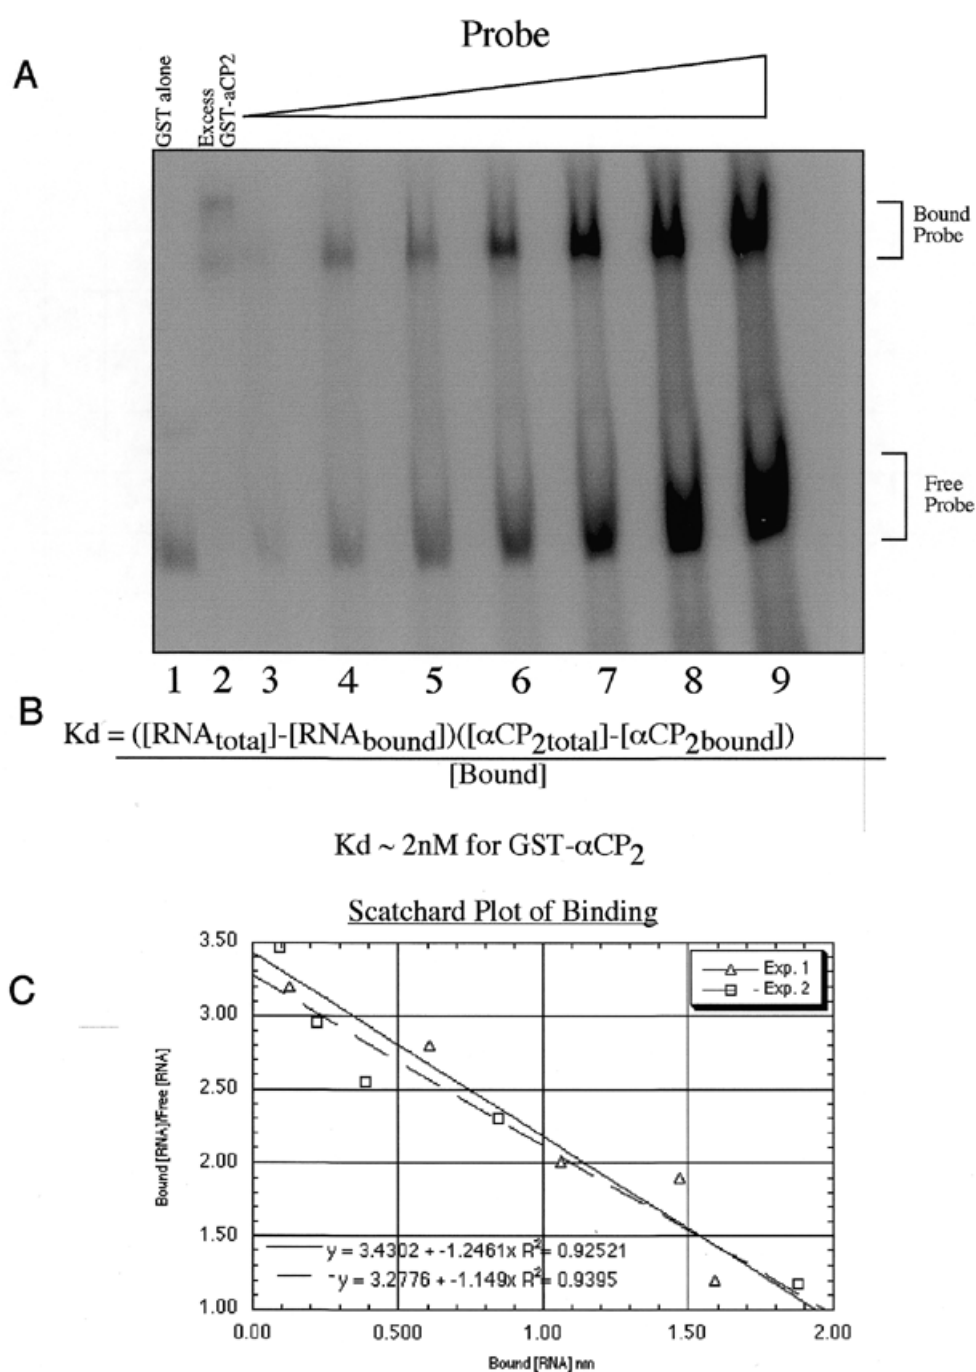 A
Probe
GST alone
Excess
GST-aCP2
Bound
Probe
Free
Probe
1 2 3 4 5 6 7 8 9
B
Kd = ([RNAtotal]-[RNAbound])([αCP2total]-[αCP2bound])
[Bound]
Kd ~ 2nM for GST-αCP2
Scatchard Plot of Binding
C
Exp. 1
Exp. 2
3.50
3.00
2.50
2.00
1.50
1.00
Bound [RNA]/Free [RNA]
y = 3.4302 + -1.2461x R²= 0.92521
y = 3.2776 + -1.149x R²= 0.9395
0.00 0.500 1.00 1.50 2.00
Bound [RNA] nm